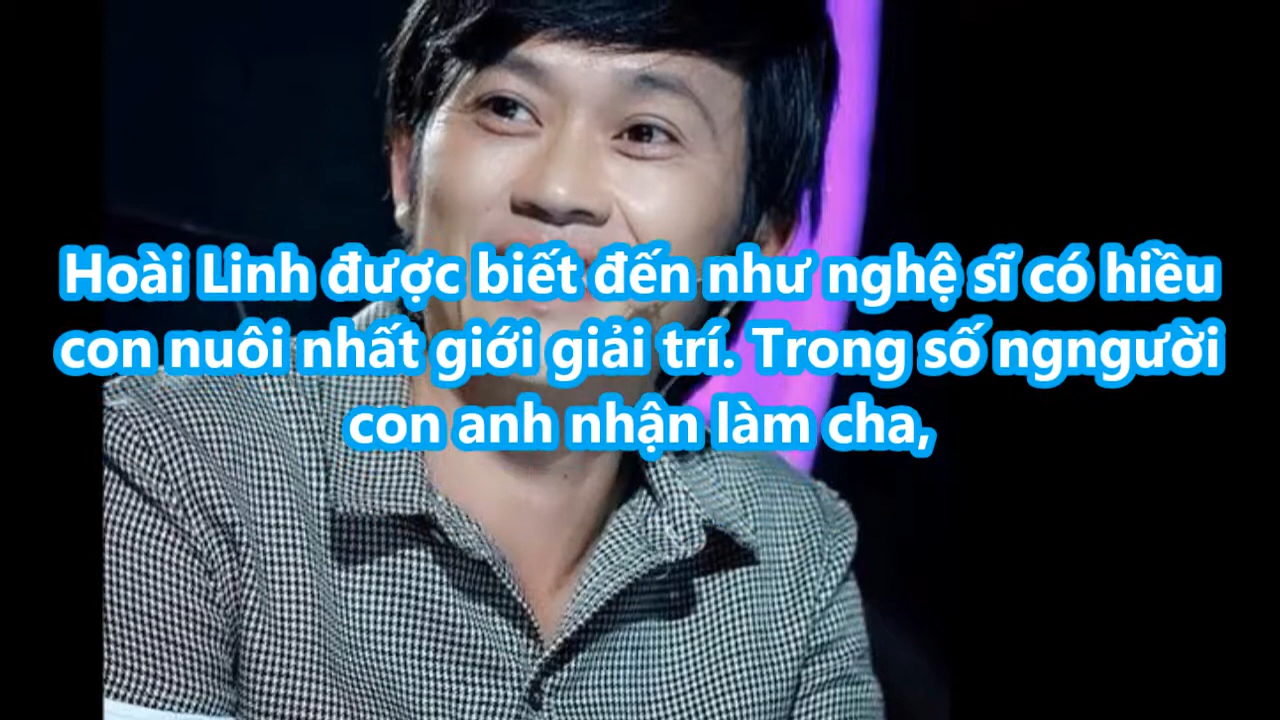 Hoài Linh được biết đến như nghệ sĩ có hiều
con nuôi nhất giới giải trí. Trong số ngngười
con anh nhận làm cha,